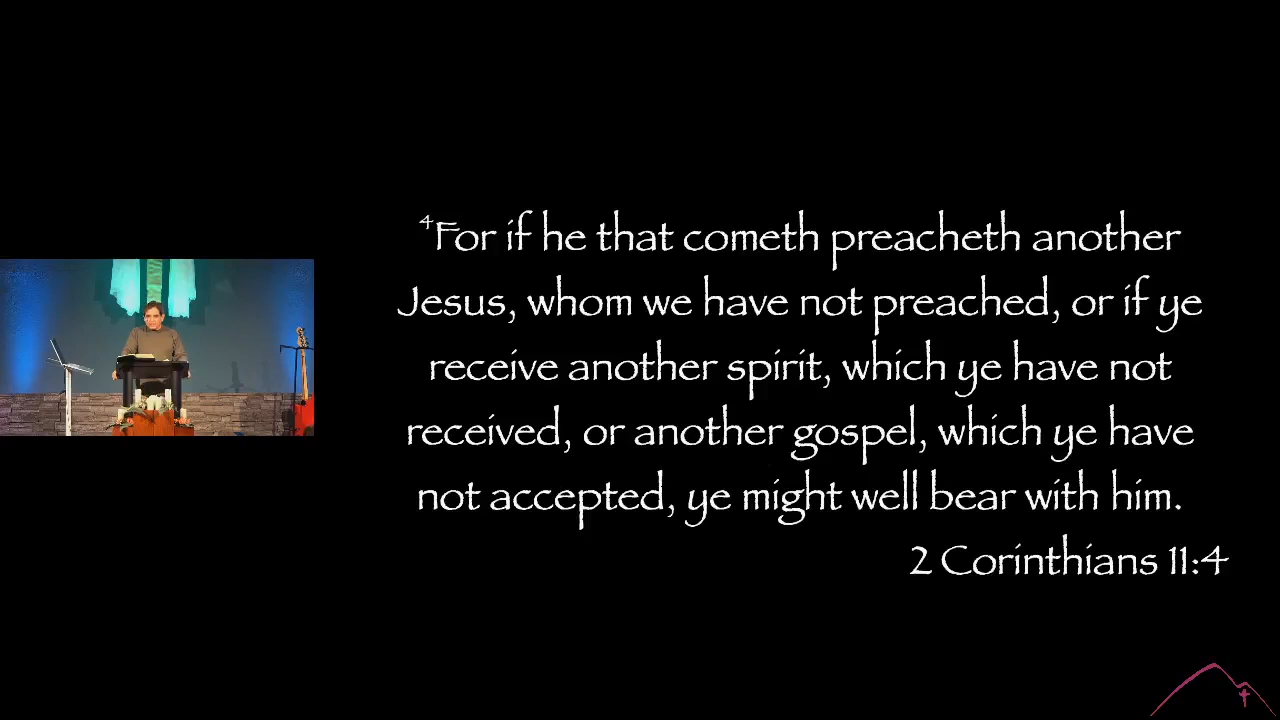 ⁴For if he that cometh preacheth another
Jesus, whom we have not preached, or if ye
receive another spirit, which ye have not
received, or another gospel, which ye have
not accepted, ye might well bear with him.
2 Corinthians 11:4